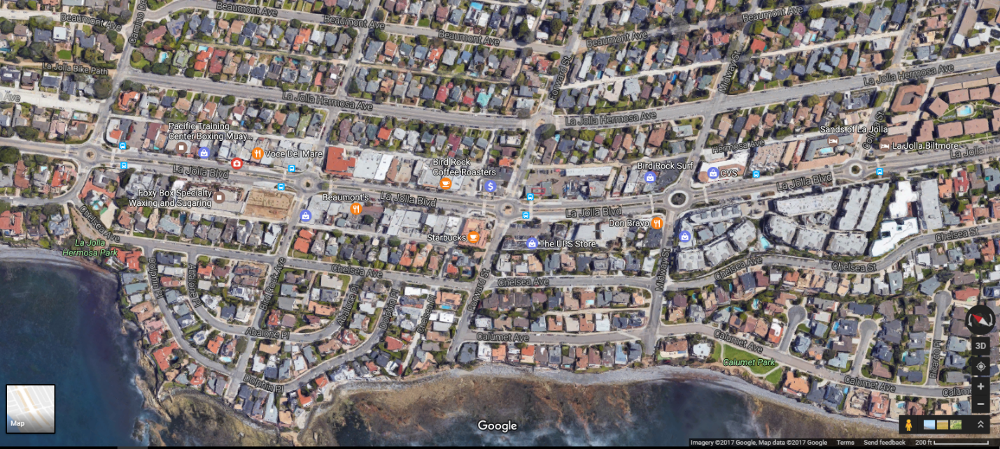 Beaumont Ave
Beaumont Ave
Beaumont Ave
Beaumont Ave
Beaumont Ave
Beaumont Ave
Camino De
La Jolla Bike Path
Ave
Forward St
Midway St
La Jolla Hermosa Ave
La Jolla Hermosa Ave
La Jolla Hermosa Ave
Pacific Training
Center Boxing Muay...
Voce Del Mare
Sands of La Jolla
La Jolla Biltmore
La Jolla
Hermosa Ave
Bird Rock
Coffee Roasters
Bird Rock Surf
CVS
La Jolla Blvd
La Jolla Blvd
La Jolla Blvd
La Jolla Blvd
Foxy Box Specialty
Waxing and Sugaring
Beaumont's
$
Don Bravo
Starbucks
The UPS Store
Chelsea Ave
La Jolla
Hermosa Park
Chelsea St
Chelsea St
Chelsea Ave
Chelsea Ave
Chelsea Ave
Midway St
Forward St
Dolphin Pl
Abalone Pl
Bird Rock Ave
Abalone Pl
Dolphin Pl
Chelsea
Abalone Pl
Dolphin Pl
Calumet Ave
Calumet Ave
Calumet Park
Calumet Ave
Ricardo Pl
Calum
3D
+
−
Map
Google
Imagery ©2017 Google, Map data ©2017 Google Terms Send feedback 200 ft